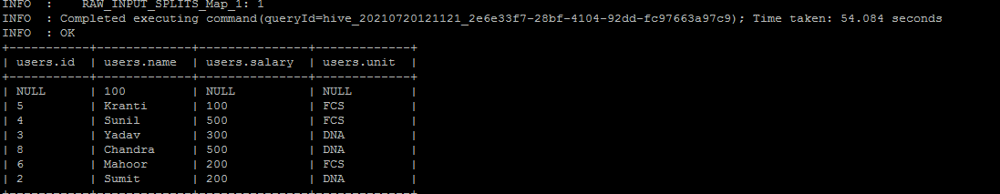 INFO  :     RAW_INPUT_SPLITS_Map_1: 1
INFO  : Completed executing command(queryId=hive_20210720121121_2e6e33f7-28bf-4104-92dd-fc97663a97c9); Time taken: 54.084 seconds
INFO  : OK
+-----------+-------------+---------------+-------------+
| users.id  | users.name  | users.salary  | users.unit  |
+-----------+-------------+---------------+-------------+
| NULL      | 100         | NULL          | NULL        |
| 5         | Kranti      | 100           | FCS         |
| 4         | Sunil       | 500           | FCS         |
| 3         | Yadav       | 300           | DNA         |
| 8         | Chandra     | 500           | DNA         |
| 6         | Mahoor      | 200           | FCS         |
| 2         | Sumit       | 200           | DNA         |
+-----------+-------------+---------------+-------------+